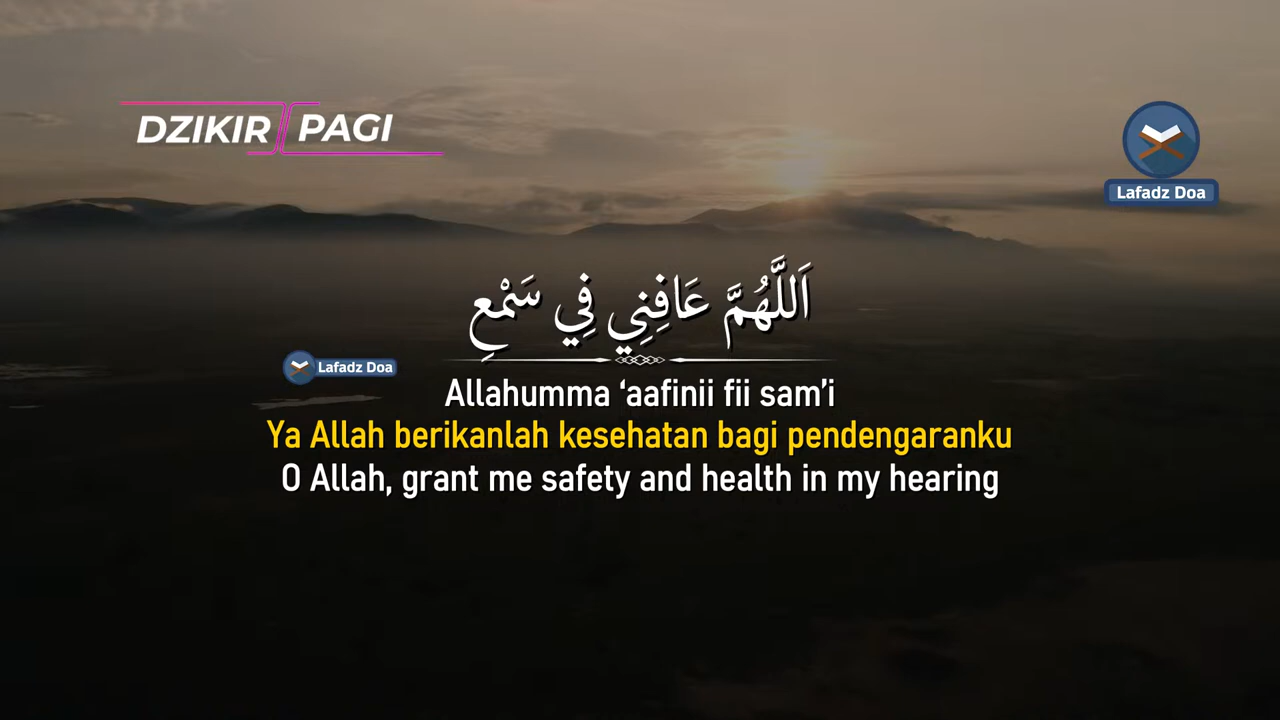 DZIKIR PAGI
Lafadz Doa
اَللَّهُمَّ عَافِنِي فِي سَمْعِ
Lafadz Doa
Allahumma ‘aafinii fii sam’i
Ya Allah berikanlah kesehatan bagi pendengaranku
O Allah, grant me safety and health in my hearing